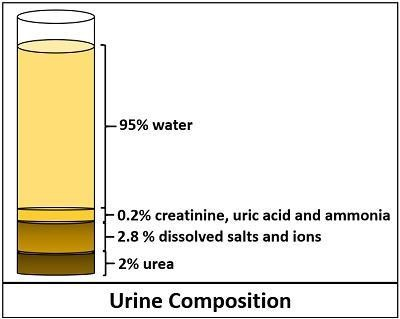 95% water
0.2% creatinine, uric acid and ammonia
2.8 % dissolved salts and ions
2% urea
Urine Composition